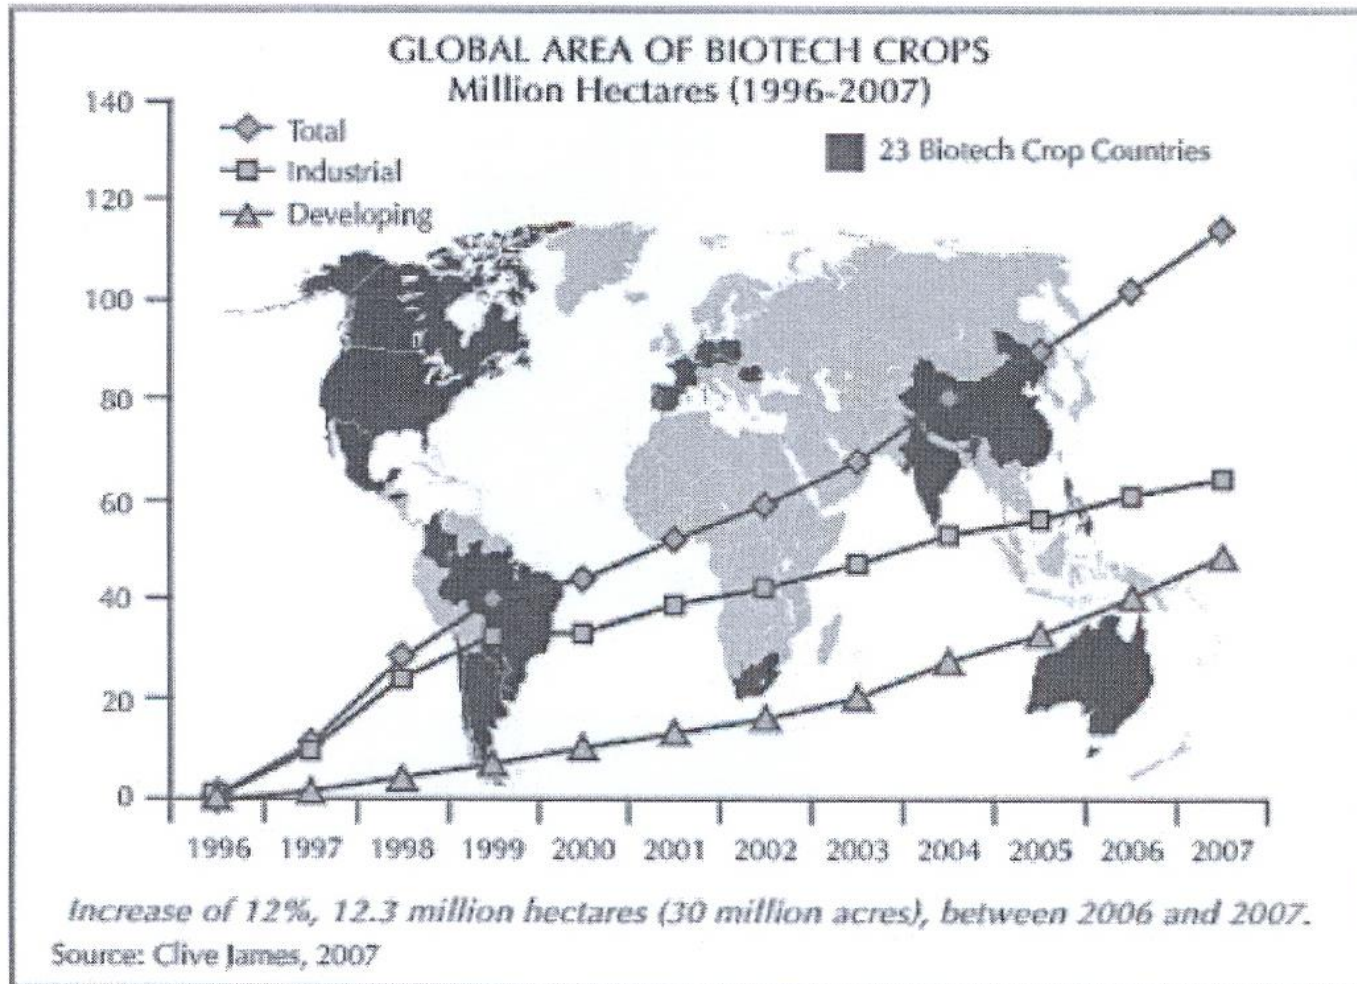 GLOBAL AREA OF BIOTECH CROPS
Million Hectares (1996-2007)
140
120
100
80
60
40
20
0
Total
Industrial
Developing
23 Biotech Crop Countries
1996 1997 1998 1999 2000 2001 2002 2003 2004 2005 2006 2007
Increase of 12%, 12.3 million hectares (30 million acres), between 2006 and 2007.
Source: Clive James, 2007